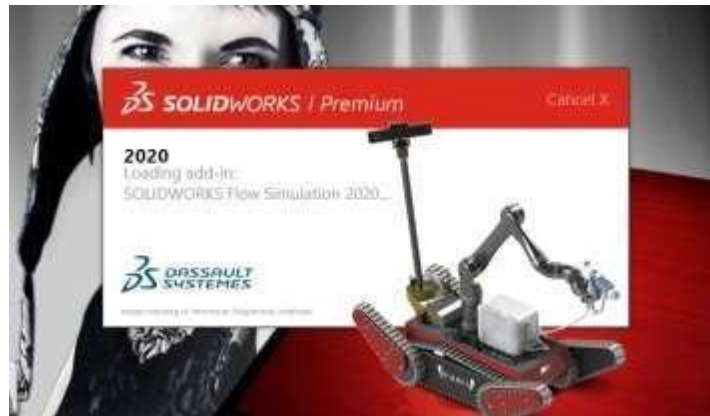 SOLIDWORKS | Premium
Cancel X
2020
Loading add-in:
SOLIDWORKS Flow Simulation 2020...
DASSAULT
SYSTEMES